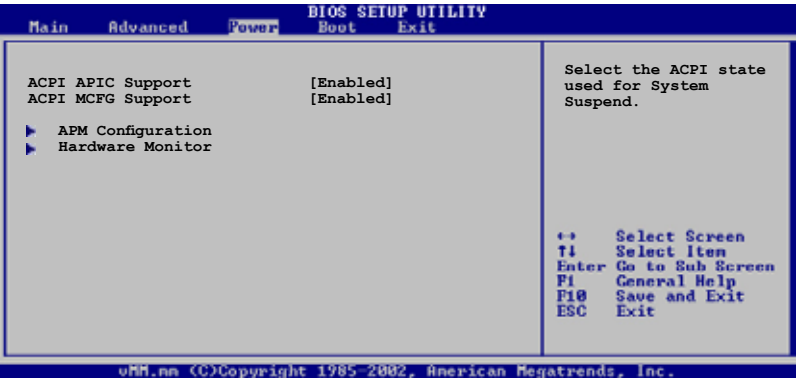 BIOS SETUP UTILITY
Main Advanced Power Boot Exit
ACPI APIC Support [Enabled]
ACPI MCFG Support [Enabled]
APM Configuration
Hardware Monitor
Select the ACPI state
used for System
Suspend.
↔ Select Screen
↑↓ Select Item
Enter Go to Sub Screen
F1 General Help
F10 Save and Exit
ESC Exit
vMM.mm (C)Copyright 1985-2002, American Megatrends, Inc.